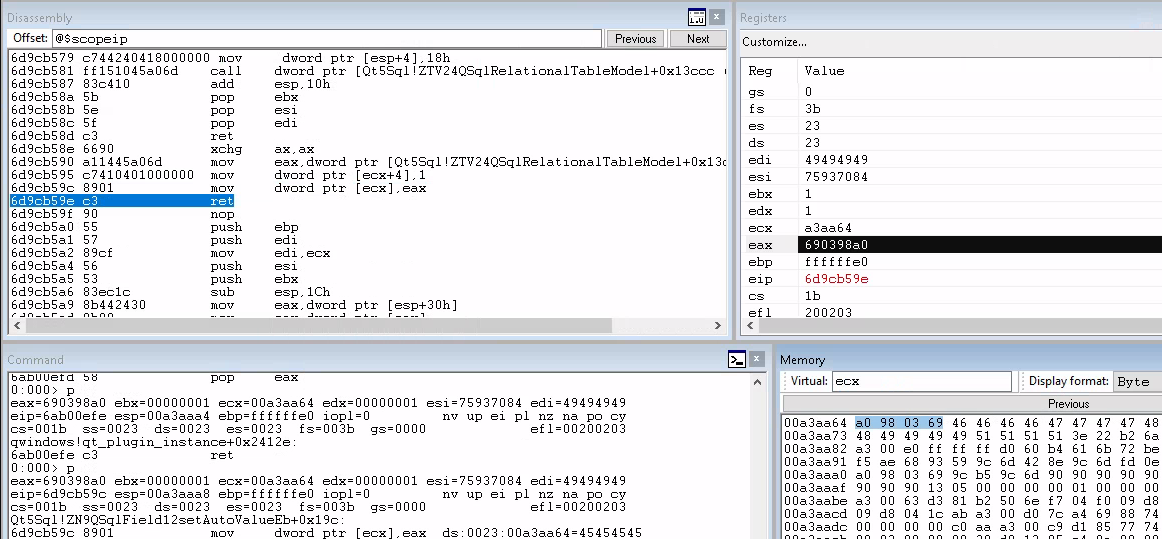 Disassembly
Offset: @$scopeip Previous Next
6d9cb579 c744240418000000 mov dword ptr [esp+4],18h
6d9cb581 ff151045a06d call dword ptr [Qt5Sql!ZTV24QSqlRelationalTableModel+0x13ccc
6d9cb587 83c410 add esp,10h
6d9cb58a 5b pop ebx
6d9cb58b 5e pop esi
6d9cb58c 5f pop edi
6d9cb58d c3 ret
6d9cb58e 6690 xchg ax,ax
6d9cb590 a11445a06d mov eax,dword ptr [Qt5Sql!ZTV24QSqlRelationalTableModel+0x13c
6d9cb595 c7410401000000 mov dword ptr [ecx+4],1
6d9cb59c 8901 mov dword ptr [ecx],eax
6d9cb59e c3 ret
6d9cb59f 90 nop
6d9cb5a0 55 push ebp
6d9cb5a1 57 push edi
6d9cb5a2 89cf mov edi,ecx
6d9cb5a4 56 push esi
6d9cb5a5 53 push ebx
6d9cb5a6 83ec1c sub esp,1Ch
6d9cb5a9 8b442430 mov eax,dword ptr [esp+30h]
Registers
Customize...
Reg Value
gs 0
fs 3b
es 23
ds 23
edi 49494949
esi 75937084
ebx 1
edx 1
ecx a3aa64
eax 690398a0
ebp ffffffe0
eip 6d9cb59e
cs 1b
efl 200203
Command
6ab00efd 58 pop eax
0:000> p
eax=690398a0 ebx=00000001 ecx=00a3aa64 edx=00000001 esi=75937084 edi=49494949
eip=6ab00efe esp=00a3aaa4 ebp=ffffffe0 iopl=0 nv up ei pl nz na po cy
cs=001b ss=0023 ds=0023 es=0023 fs=003b gs=0000 efl=00200203
qwindows!qt_plugin_instance+0x2412e:
6ab00efe c3 ret
0:000> p
eax=690398a0 ebx=00000001 ecx=00a3aa64 edx=00000001 esi=75937084 edi=49494949
eip=6d9cb59c esp=00a3aaa8 ebp=ffffffe0 iopl=0 nv up ei pl nz na po cy
cs=001b ss=0023 ds=0023 es=0023 fs=003b gs=0000 efl=00200203
Qt5Sql!ZN9QSqlField12setAutoValueEb+0x19c:
6d9cb59c 8901 mov dword ptr [ecx],eax ds:0023:00a3aa64=45454545
Memory
Virtual: ecx Display format: Byte
Previous
00a3aa64 a0 98 03 69 46 46 46 46 47 47 47 47 48
00a3aa73 48 49 49 49 49 51 51 51 51 3e 22 b2 6a
00a3aa82 a3 00 e0 ff ff ff d0 60 b4 61 6b 72 be
00a3aa91 f5 ae 68 93 59 9c 6d 42 8e 9c 6d fd 0e
00a3aaa0 a0 98 03 69 9c b5 9c 6d 90 90 90 90 90
00a3aaaf 90 90 90 13 05 00 00 00 00 01 00 00 00
00a3aabe a3 00 63 d3 81 b2 50 6e f7 04 f0 09 d8
00a3aacd 09 d8 04 1c ab a3 00 d0 7c a4 69 88 74
00a3aadc 00 00 00 00 c0 aa a3 00 c9 d1 85 77 74